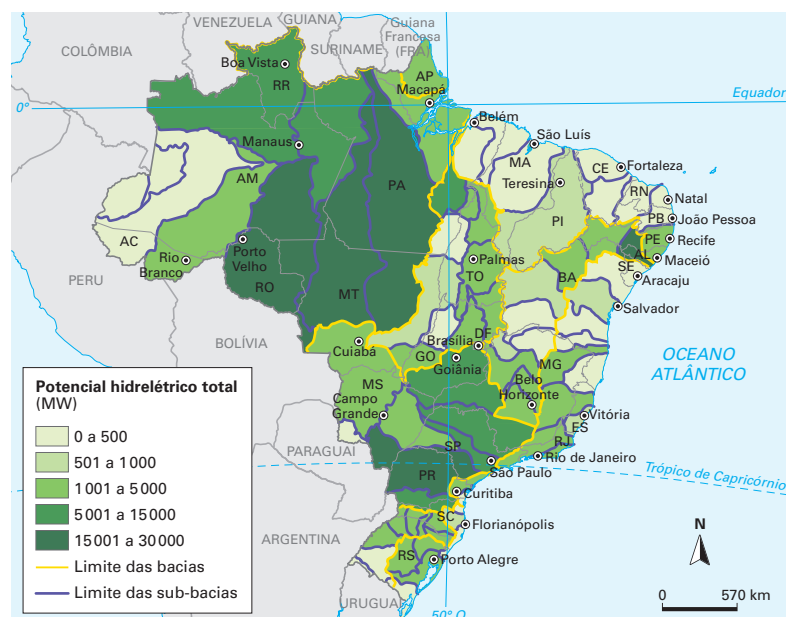 VENEZUELA
GUIANA
Guiana
Francesa
(FRA)
COLÔMBIA
SURINAME
Boa Vista
RR
AP
Macapá
Equador
0°
Belém
São Luís
Manaus
MA
CE
Fortaleza
AM
PA
Teresina
RN
Natal
PI
PB
João Pessoa
AC
Rio
Branco
Porto
Velho
PE
Recife
AL
Maceió
Palmas
TO
SE
Aracaju
PERU
RO
MT
BA
Salvador
BOLÍVIA
Cuiabá
Brasília
DF
GO
Goiânia
OCEANO
ATLÂNTICO
MG
Belo
Horizonte
MS
Campo
Grande
Vitória
ES
PARAGUAI
SP
RJ
Rio de Janeiro
São Paulo
Trópico de Capricórnio
PR
Curitiba
SC
Florianópolis
ARGENTINA
RS
Porto Alegre
URUGUAI
50° O
N
0 570 km
Potencial hidrelétrico total
(MW)
0 a 500
501 a 1 000
1 001 a 5 000
5 001 a 15 000
15 001 a 30 000
Limite das bacias
Limite das sub-bacias